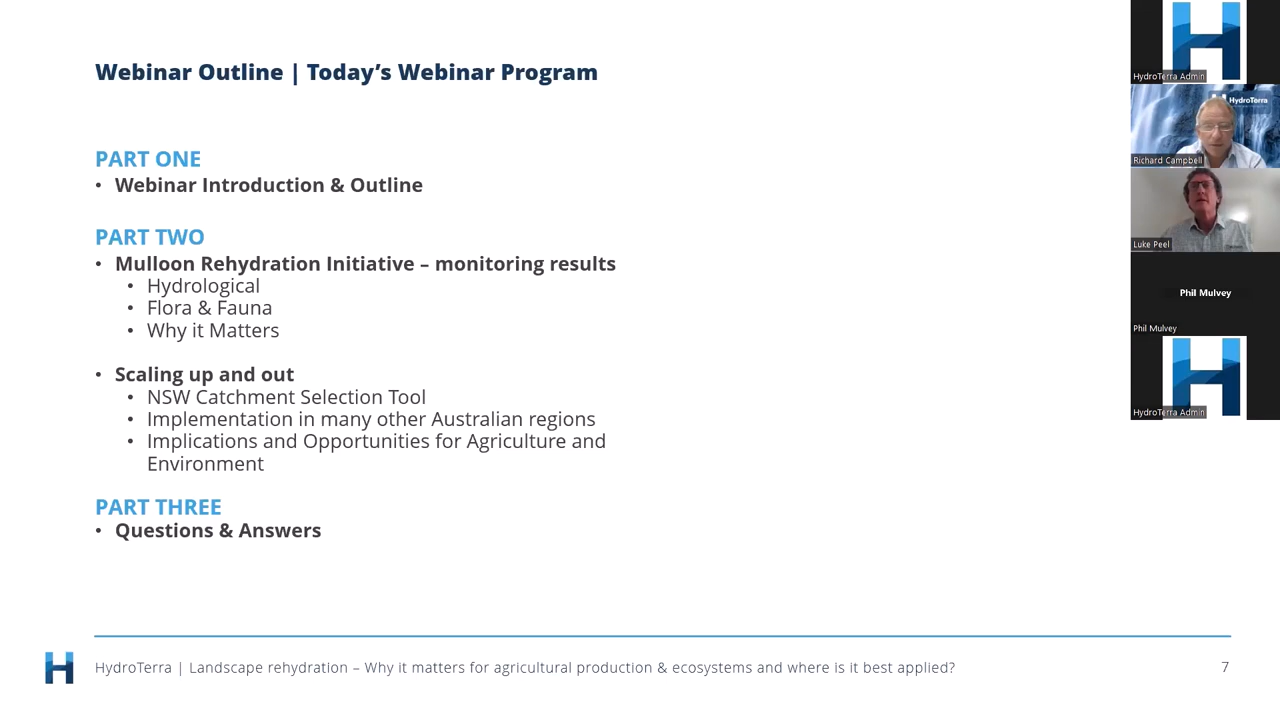 Webinar Outline | Today's Webinar Program
PART ONE
• Webinar Introduction & Outline
PART TWO
• Mulloon Rehydration Initiative – monitoring results
• Hydrological
• Flora & Fauna
• Why it Matters
• Scaling up and out
• NSW Catchment Selection Tool
• Implementation in many other Australian regions
• Implications and Opportunities for Agriculture and
Environment
PART THREE
• Questions & Answers
HydroTerra | Landscape rehydration – Why it matters for agricultural production & ecosystems and where is it best applied?
7
HydroTerra Admin
HydroTerra
Richard Campbell
Luke Peel
Phil Mulvey
Phil Mulvey
HydroTerra Admin